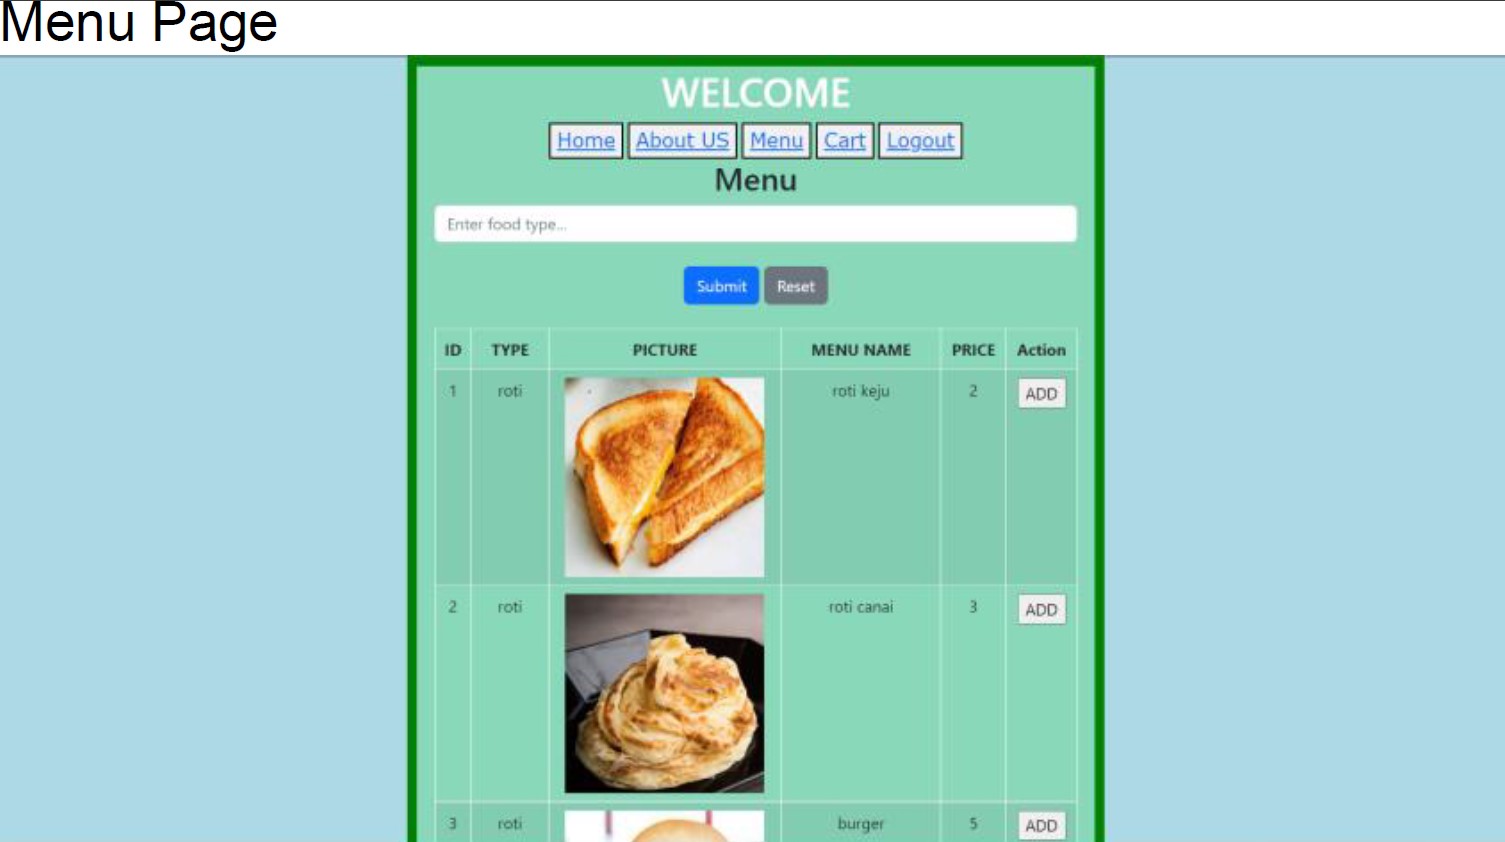 Menu Page
WELCOME
Home About US Menu Cart Logout
Menu
Enter food type...
Submit Reset
ID TYPE PICTURE MENU NAME PRICE Action
1 roti roti keju 2 ADD
2 roti roti canai 3 ADD
3 roti burger 5 ADD